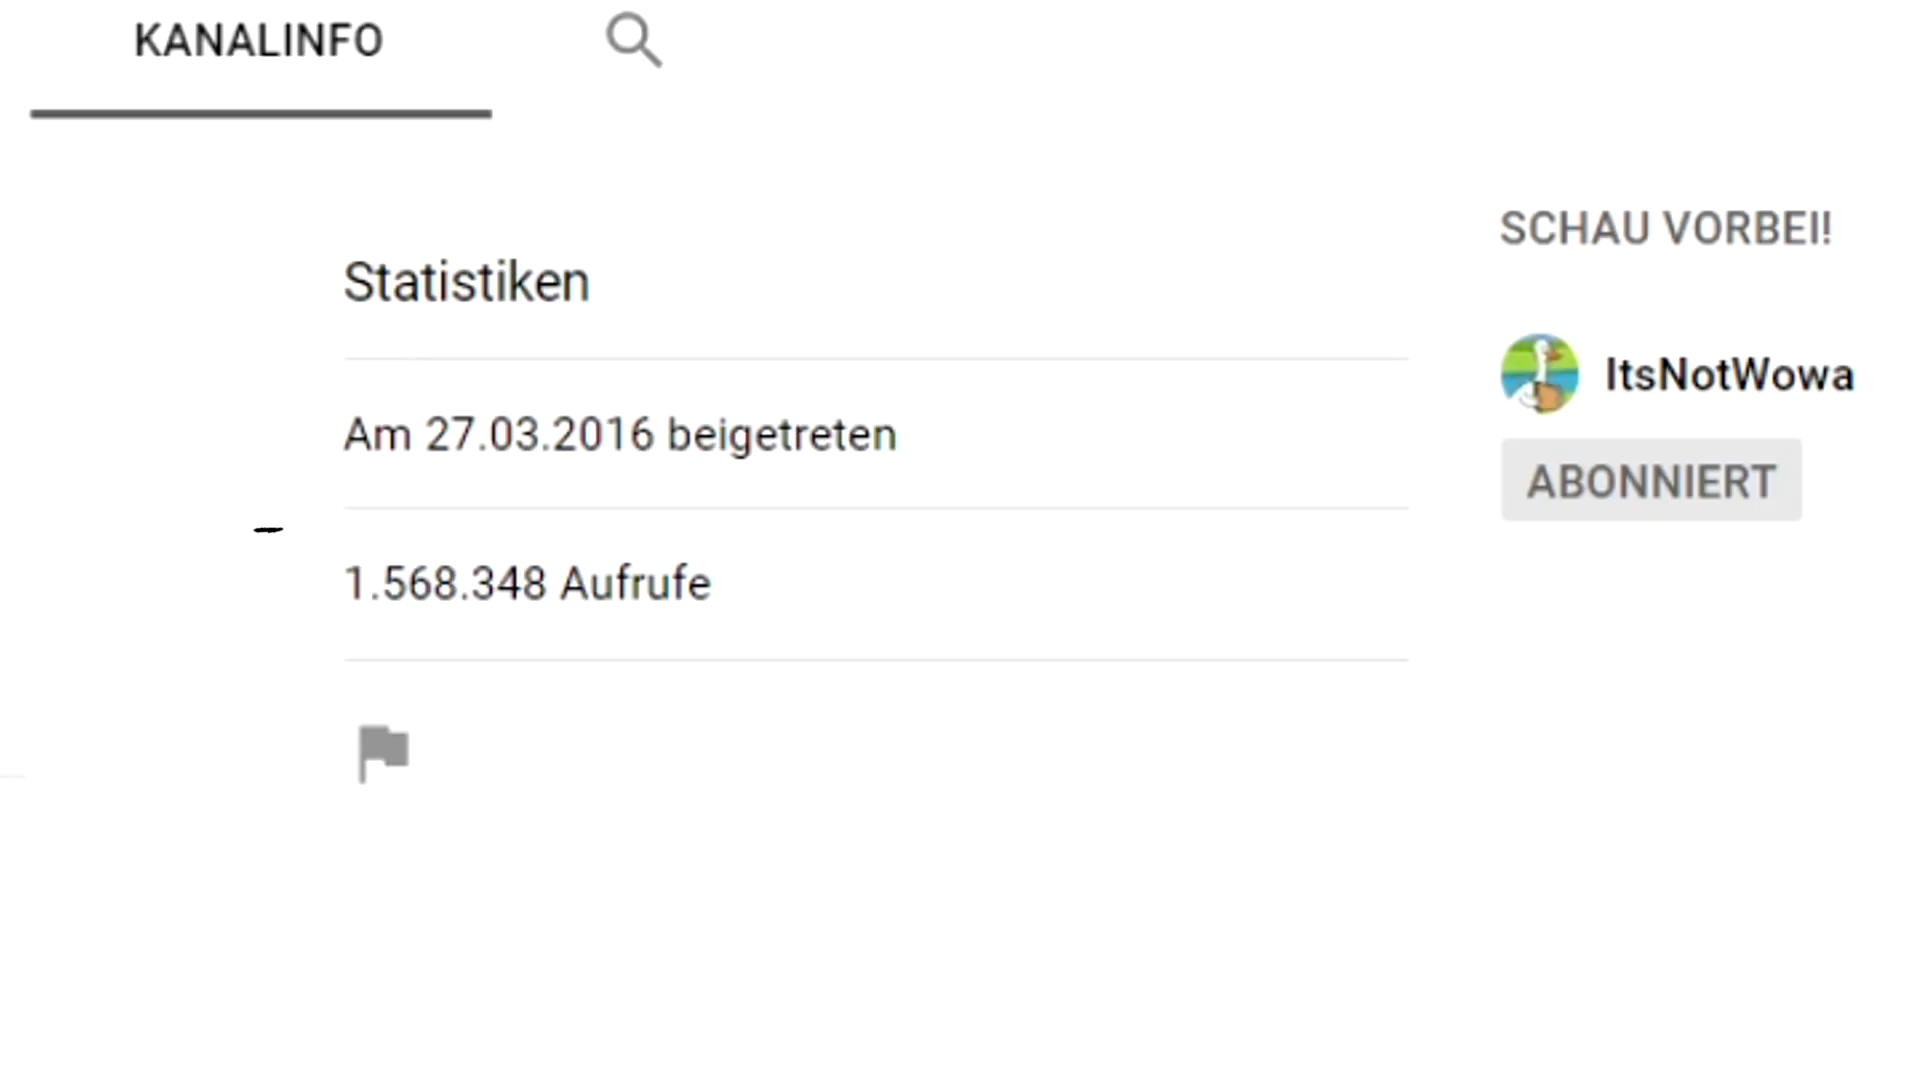 KANALINFO
Statistiken
Am 27.03.2016 beigetreten
1.568.348 Aufrufe
SCHAU VORBEI!
ItsNotWowa
ABONNIERT